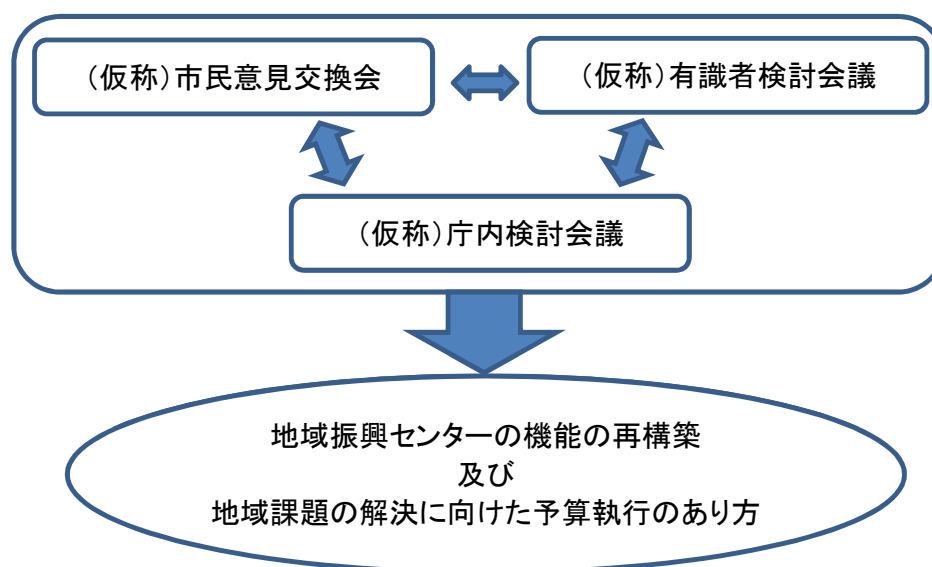 （仮称）市民意見交換会
（仮称）有識者検討会議
（仮称）庁内検討会議
地域振興センターの機能の再構築
及び
地域課題の解決に向けた予算執行のあり方